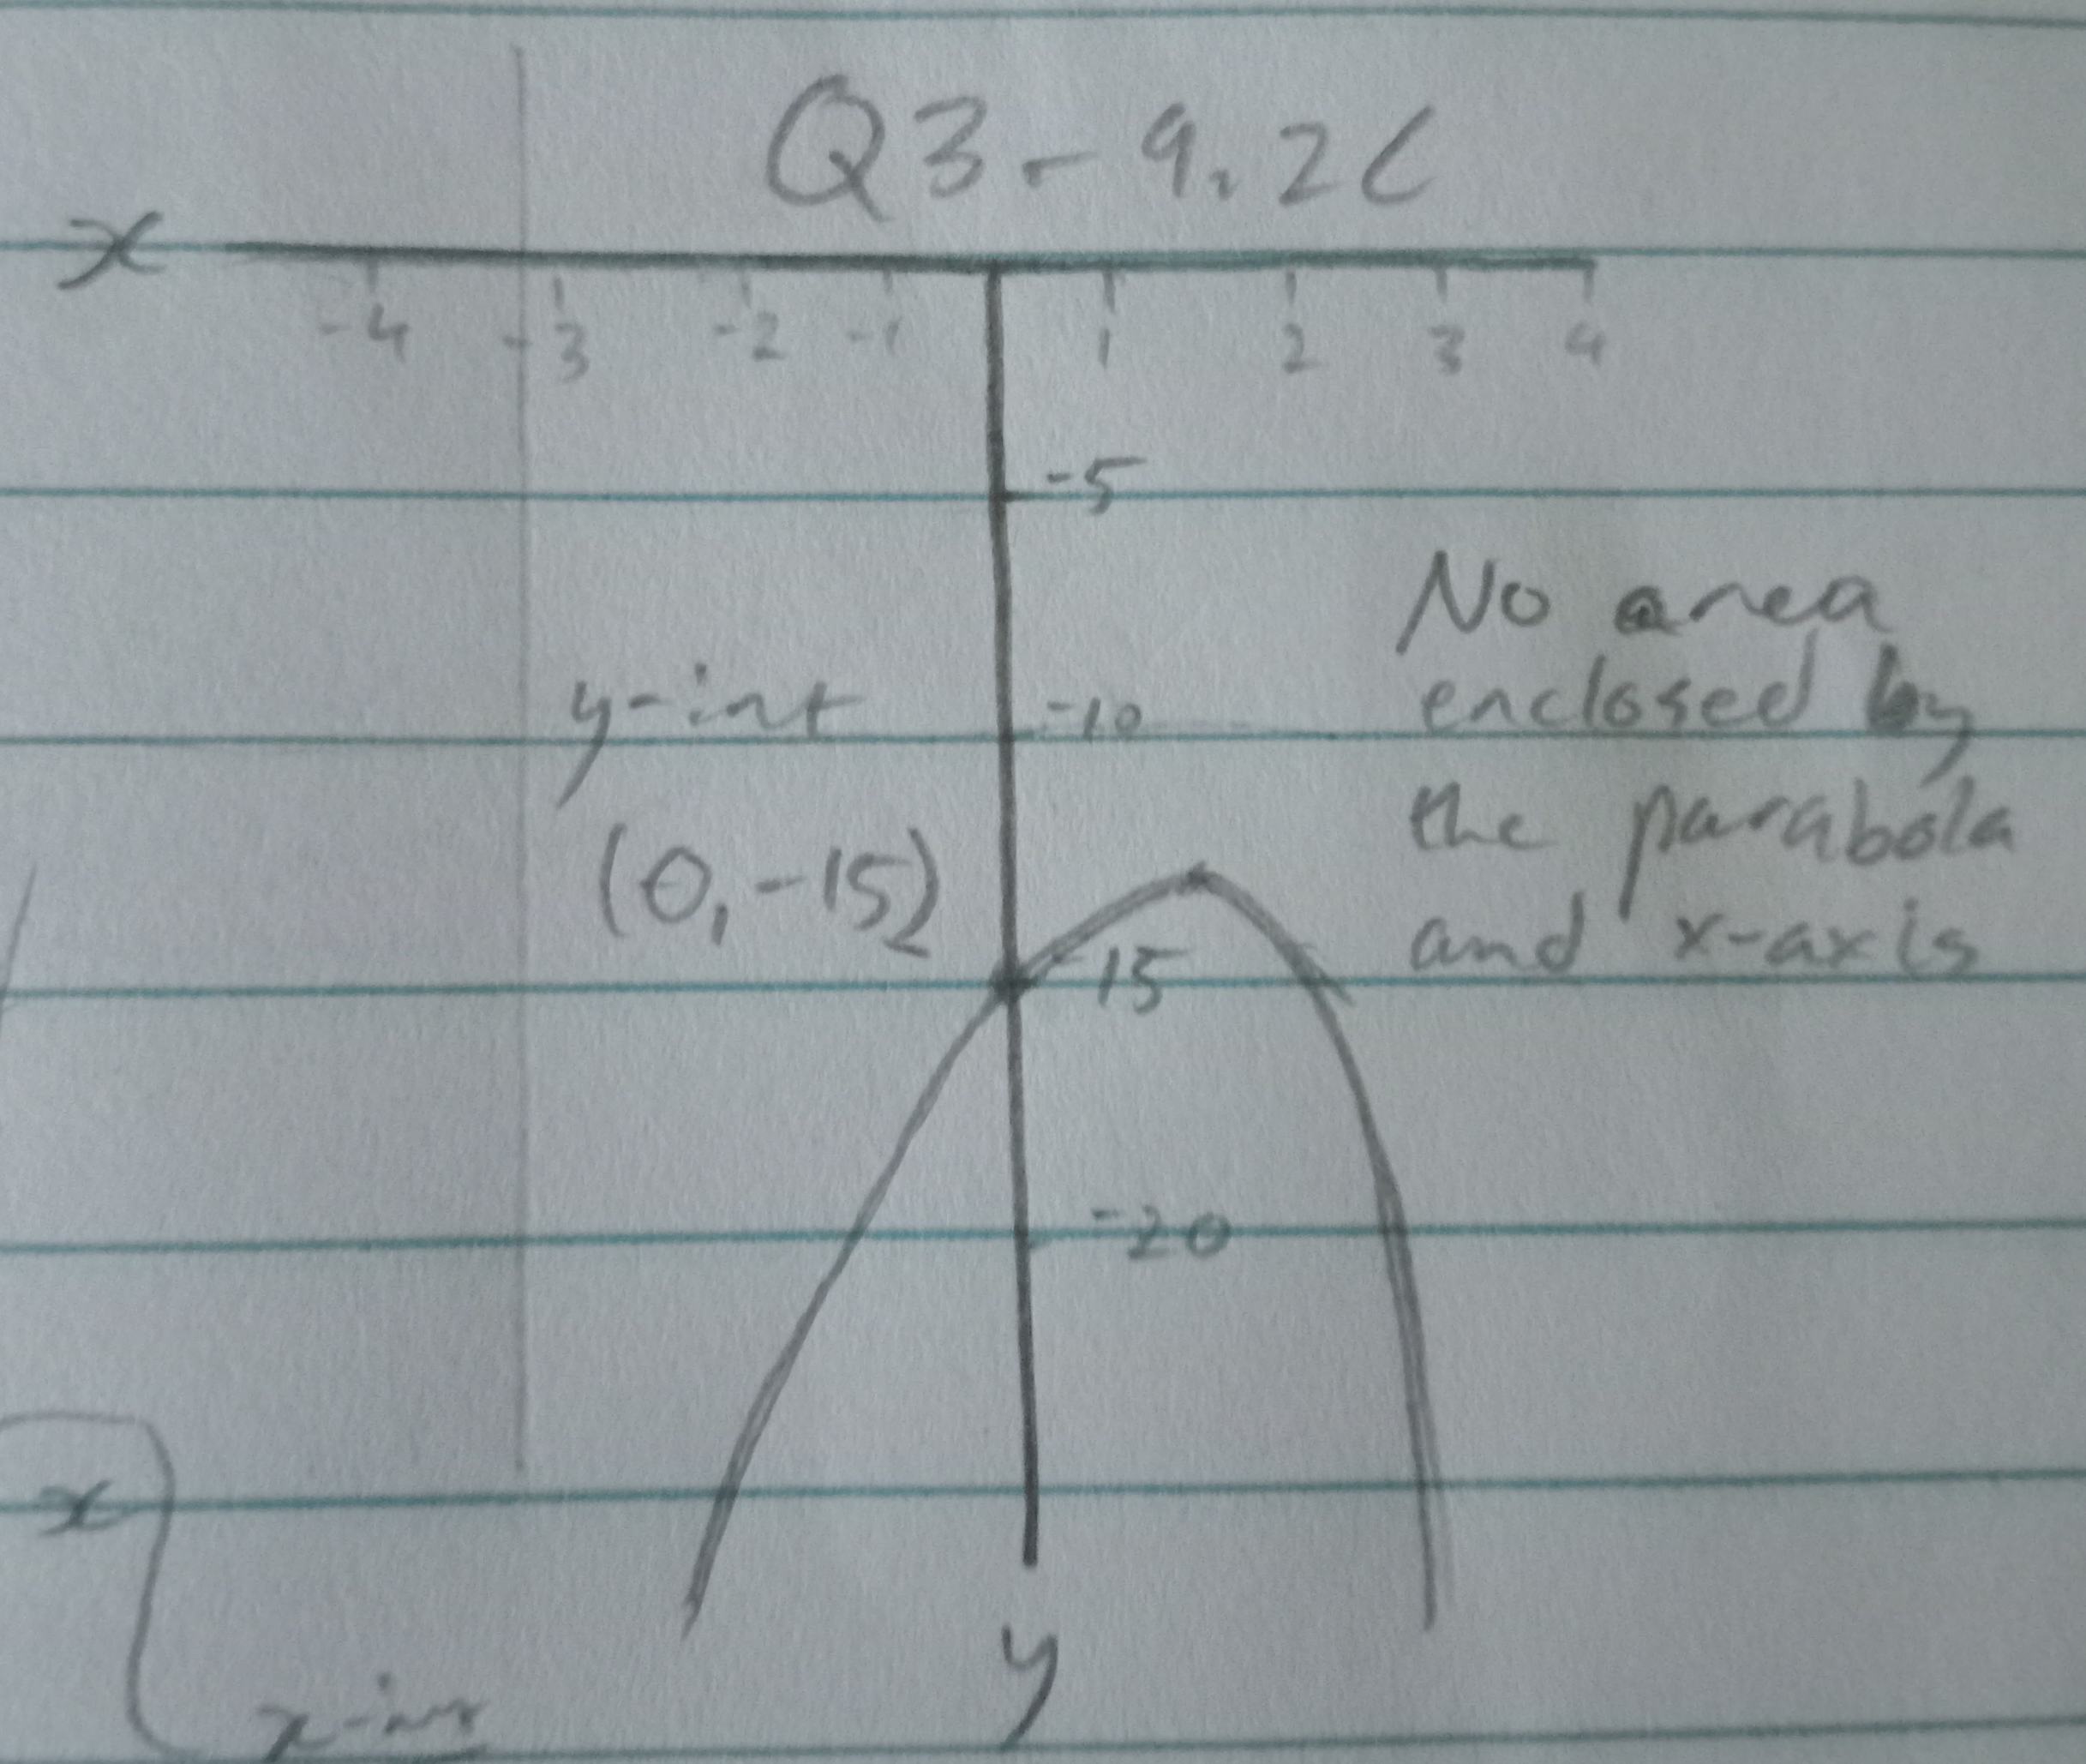 Q3 - 9.2C
x
-4 -3 -2 -1 1 2 3 4
-5
No area
enclosed by
y-int
-10
the parabola
(0, -15)
and x-axis
-15
-20
x
y
x-int